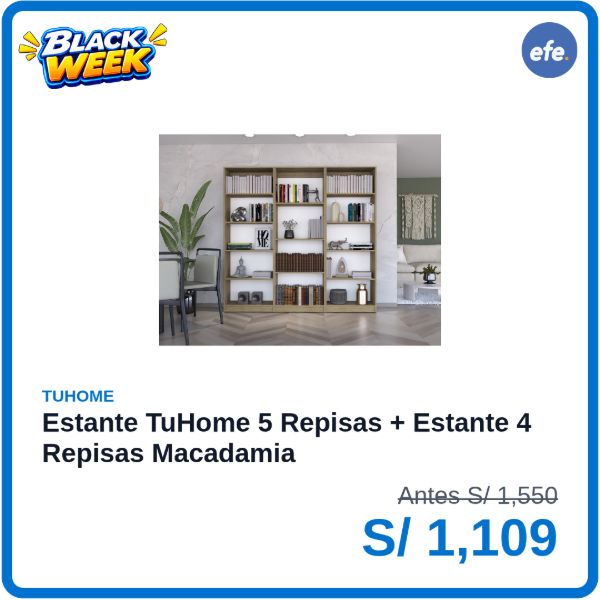 BLACK
WEEK
efe.
TUHOME
Estante TuHome 5 Repisas + Estante 4
Repisas Macadamia
Antes S/ 1,550
S/ 1,109